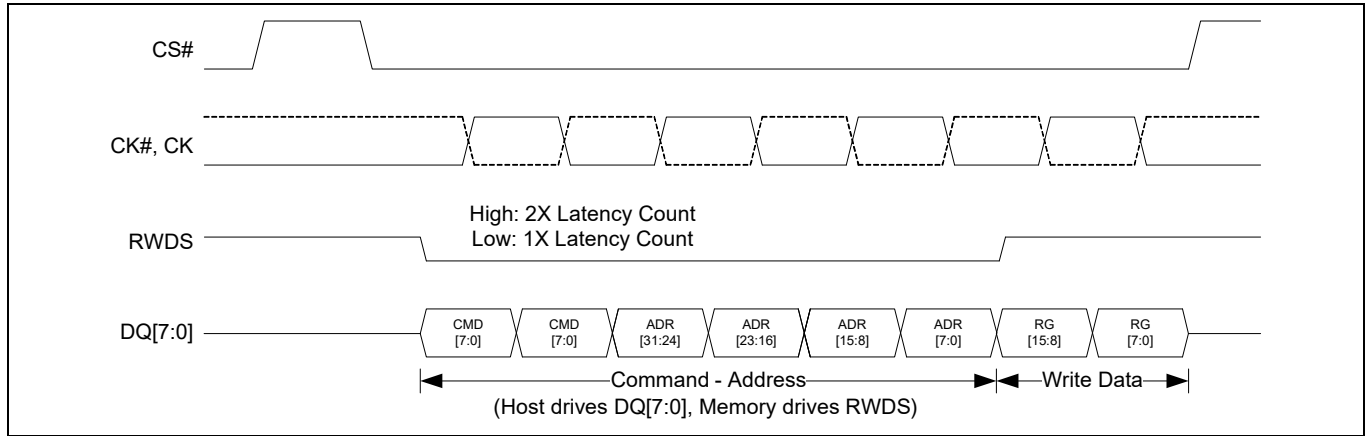 CS#
CK#, CK
High: 2X Latency Count
Low: 1X Latency Count
RWDS
DQ[7:0]
CMD CMD ADR ADR ADR ADR RG RG
[7:0] [7:0] [31:24] [23:16] [15:8] [7:0] [15:8] [7:0]
Command - Address Write Data
(Host drives DQ[7:0], Memory drives RWDS)